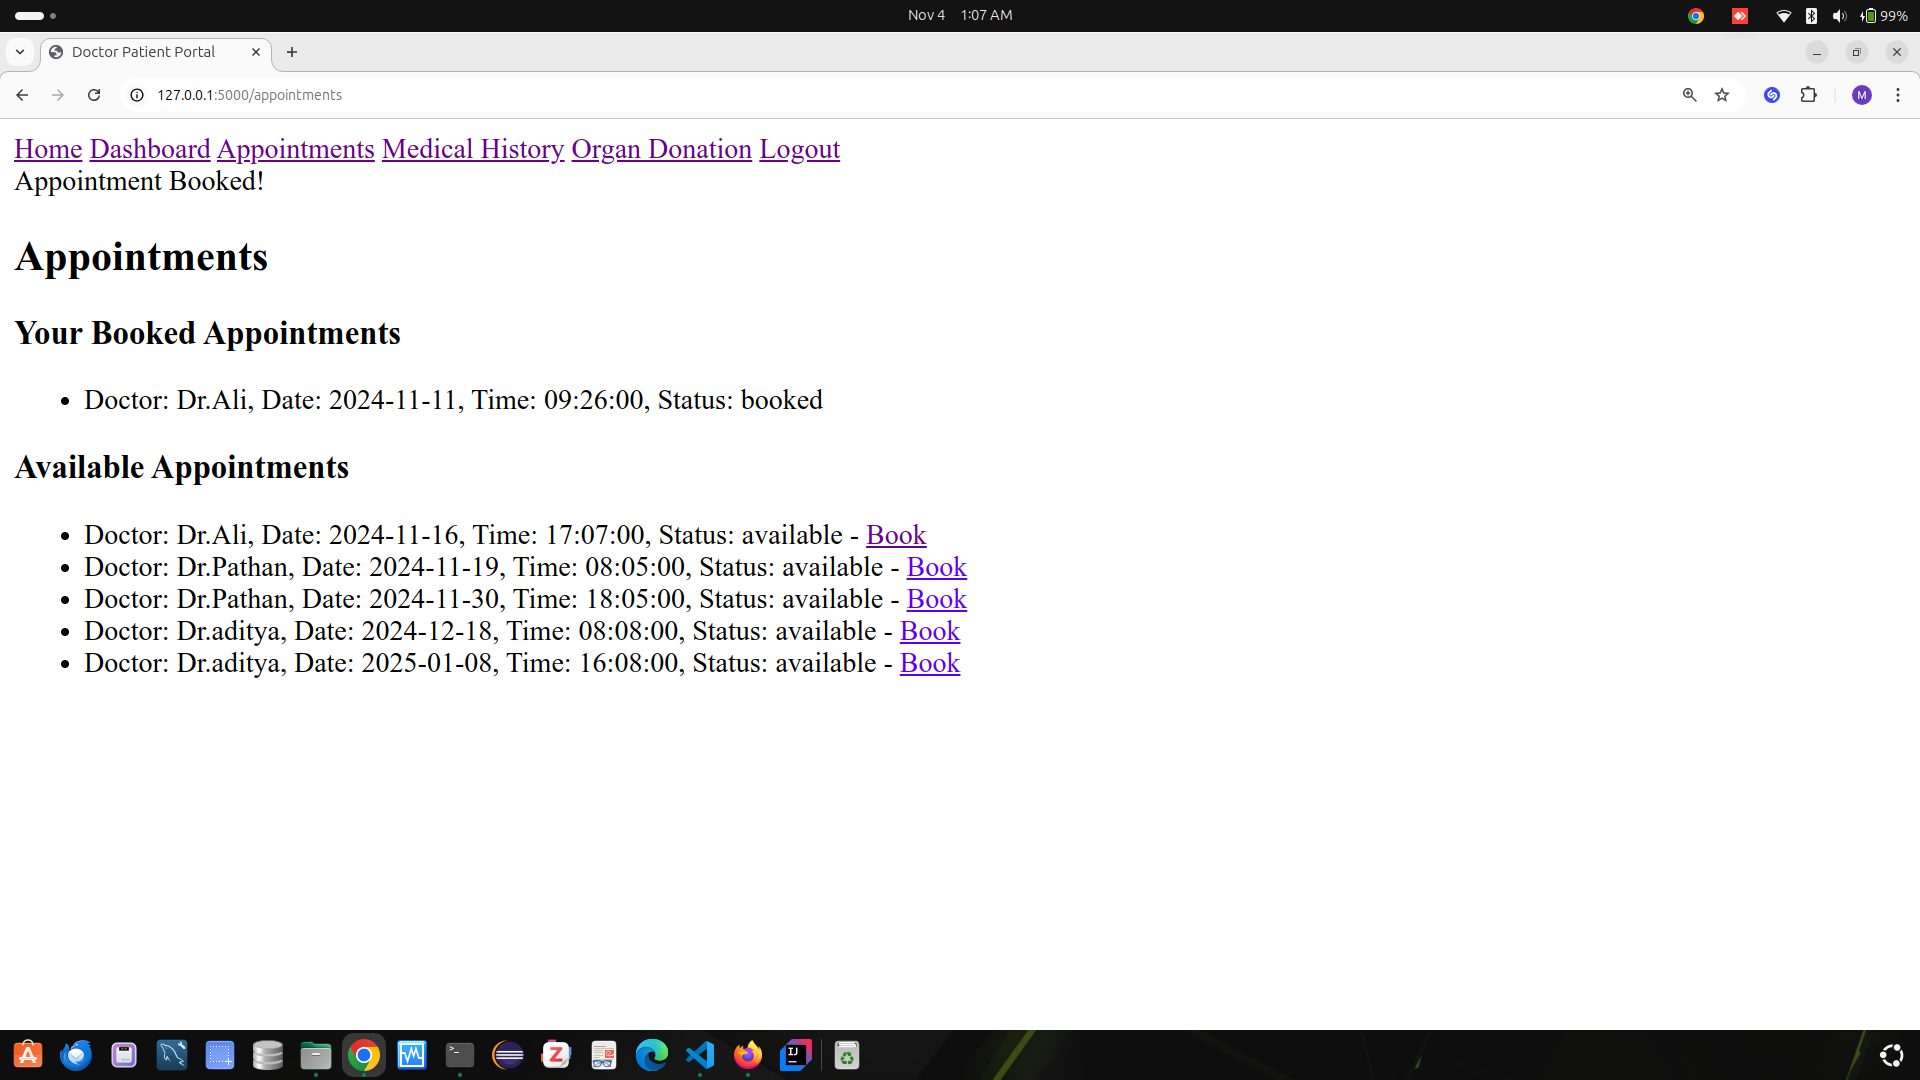 Nov 4 1:07 AM
99%
Doctor Patient Portal
127.0.0.1:5000/appointments
M
Home Dashboard Appointments Medical History Organ Donation Logout
Appointment Booked!
Appointments
Your Booked Appointments
• Doctor: Dr.Ali, Date: 2024-11-11, Time: 09:26:00, Status: booked
Available Appointments
• Doctor: Dr.Ali, Date: 2024-11-16, Time: 17:07:00, Status: available - Book
• Doctor: Dr.Pathan, Date: 2024-11-19, Time: 08:05:00, Status: available - Book
• Doctor: Dr.Pathan, Date: 2024-11-30, Time: 18:05:00, Status: available - Book
• Doctor: Dr.aditya, Date: 2024-12-18, Time: 08:08:00, Status: available - Book
• Doctor: Dr.aditya, Date: 2025-01-08, Time: 16:08:00, Status: available - Book